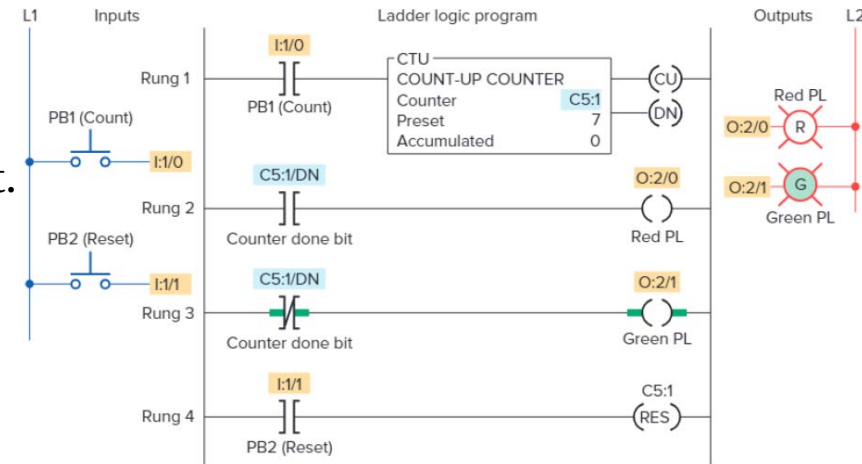 L1 Inputs Ladder logic program Outputs L2
I:1/0
CTU
COUNT-UP COUNTER
Counter C5:1
Preset 7
Accumulated 0
CU
DN
Rung 1
PB1 (Count)
Red PL
O:2/0 R
PB1 (Count)
I:1/0
t.
C5:1/DN
O:2/0
O:2/1 G
Green PL
Rung 2
Counter done bit
Red PL
PB2 (Reset)
I:1/1
C5:1/DN
O:2/1
Rung 3
Counter done bit
Green PL
I:1/1
C5:1
Rung 4
RES
PB2 (Reset)